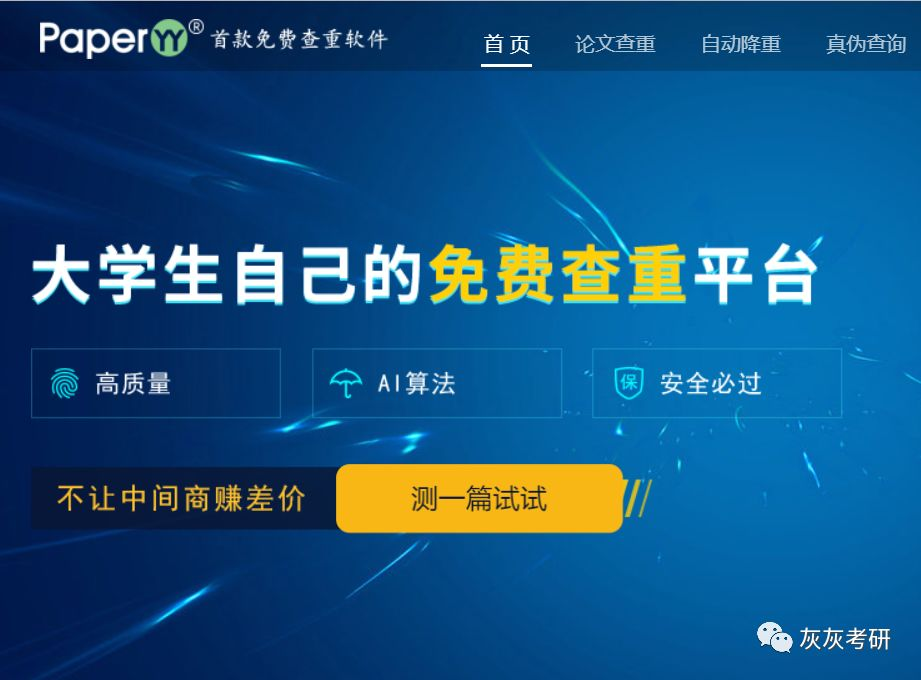 PaperYY® 首款免费查重软件
首页 论文查重 自动降重 真伪查询
大学生自己的免费查重平台
高质量 AI算法 保 安全必过
不让中间商赚差价 测一篇试试
灰灰考研